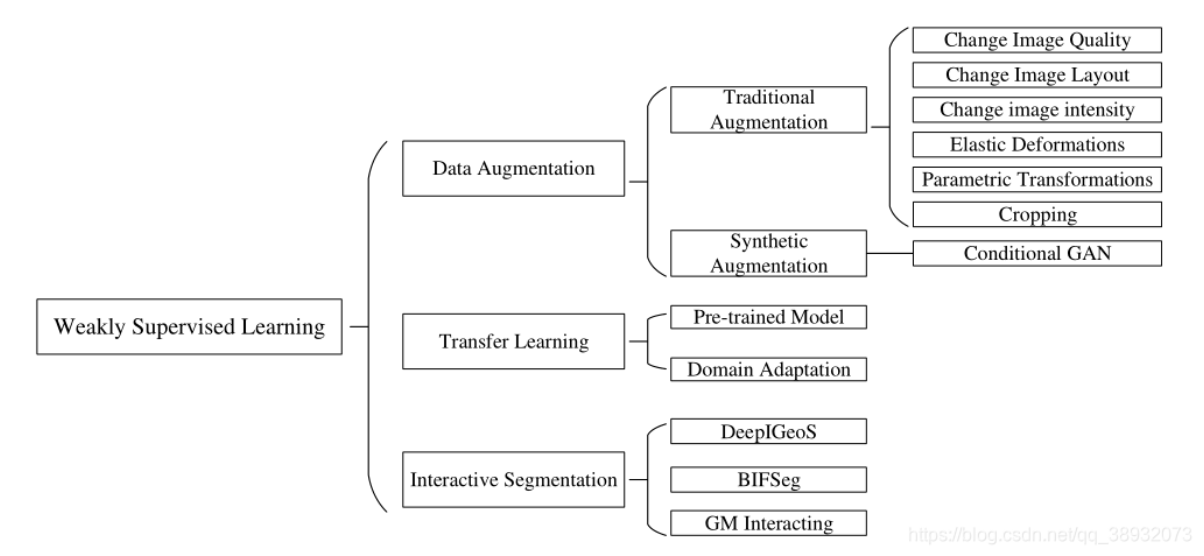 Weakly Supervised Learning
Data Augmentation
Traditional
Augmentation
Change Image Quality
Change Image Layout
Change image intensity
Elastic Deformations
Parametric Transformations
Cropping
Synthetic
Augmentation
Conditional GAN
Transfer Learning
Pre-trained Model
Domain Adaptation
Interactive Segmentation
DeepIGeoS
BIFSeg
GM Interacting
https://blog.csdn.net/qq_38932073